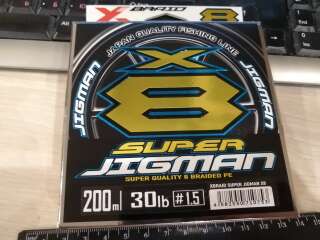 X BRAID 8
JAPAN QUALITY FISHING LINE
JIGMAN
JIGMAN
X
8
SUPER
JIGMAN
SUPER QUALITY 8 BRAIDED PE
200m 30lb #1.5
XBRAID SUPER JIGMAN X8